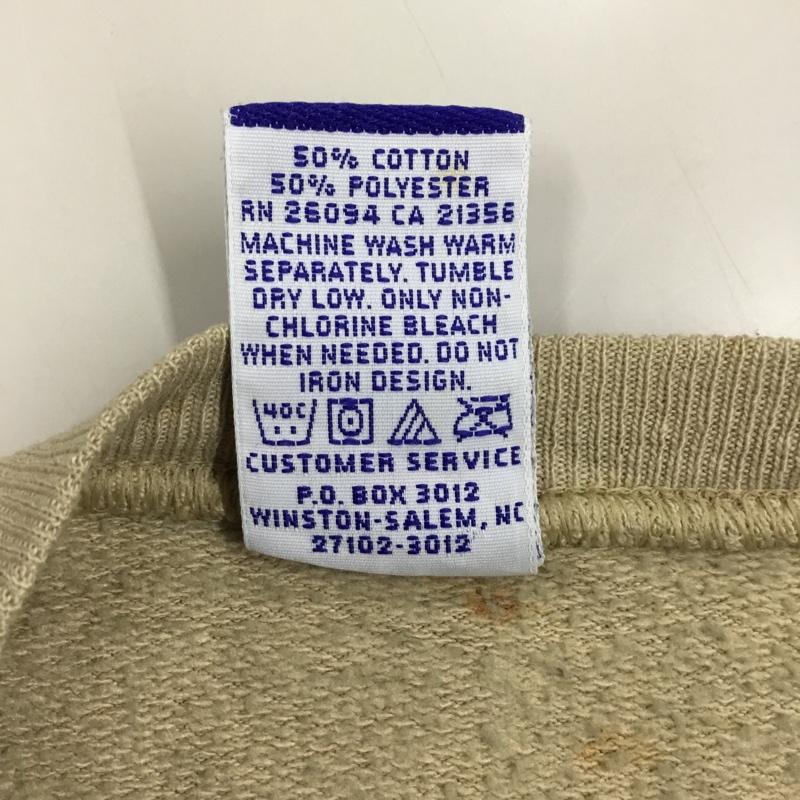 50% COTTON
50% POLYESTER
RN 26094 CA 21356
MACHINE WASH WARM
SEPARATELY. TUMBLE
DRY LOW. ONLY NON-
CHLORINE BLEACH
WHEN NEEDED. DO NOT
IRON DESIGN.
40C
CUSTOMER SERVICE
P.O. BOX 3012
WINSTON-SALEM, NC
27102-3012